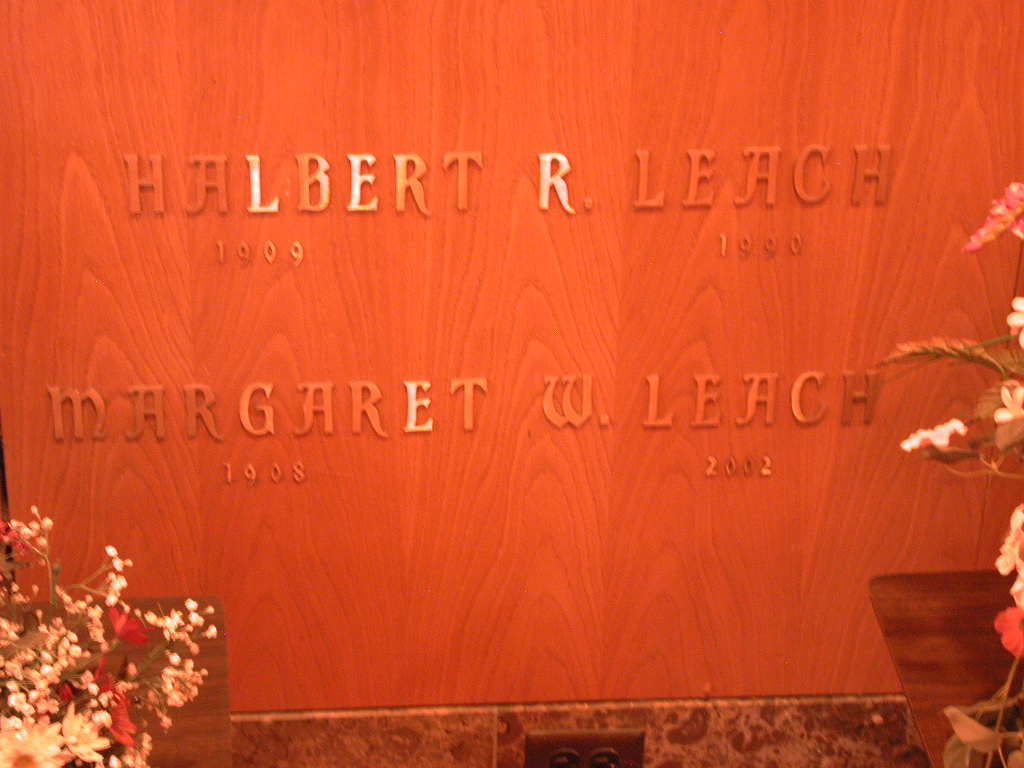 HALBERT R. LEACH
1909 1990
MARGARET W. LEACH
1908 2002